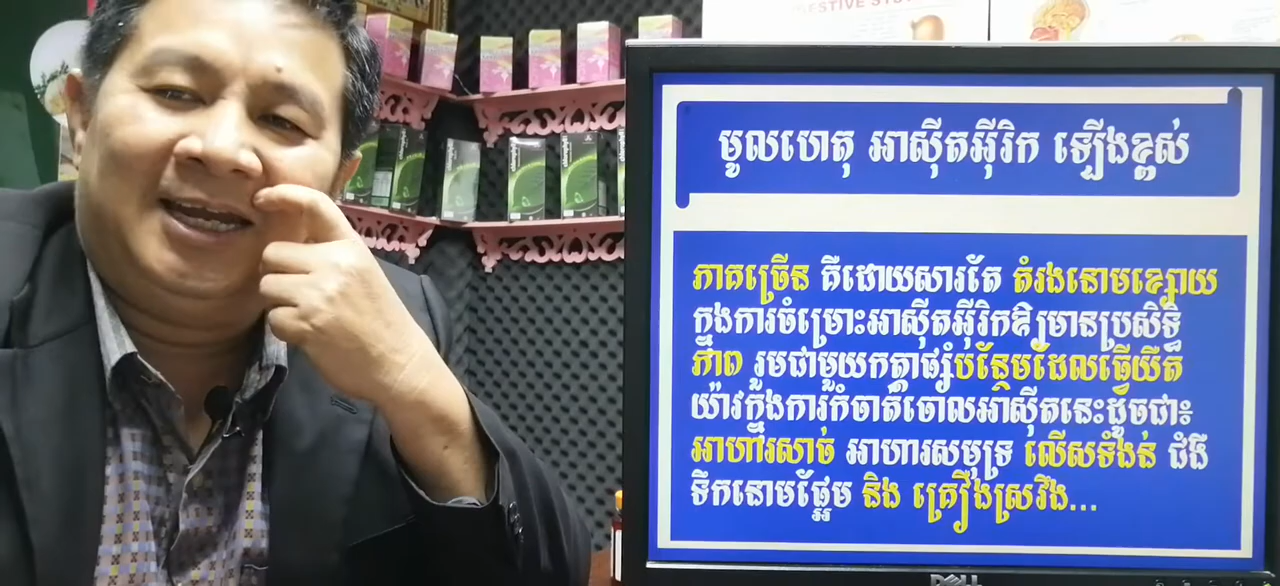 ESTIVE SYST
មូលហេតុ អាស៊ីតអ៊ីរិក ឡើងខ្ពស់
ភាគច្រើន គឺដោយសារតែ តំរងនោមខ្សោយ
ក្នុងការចំម្រោះអាស៊ីតអ៊ីរិកឱ្យមានប្រសិទ្ធិ
ភាព រួមជាមួយកត្តាផ្សំបន្ថែមដែលធ្វើយឺត
យ៉ាវក្នុងការកំចាត់ចោលអាស៊ីតនេះដូចជា៖
អាហារសាច់ អាហារសមុទ្រ លើសទំងន់ ជំងឺ
ទឹកនោមផ្អែម និង គ្រឿងស្រវឹង...
DELL